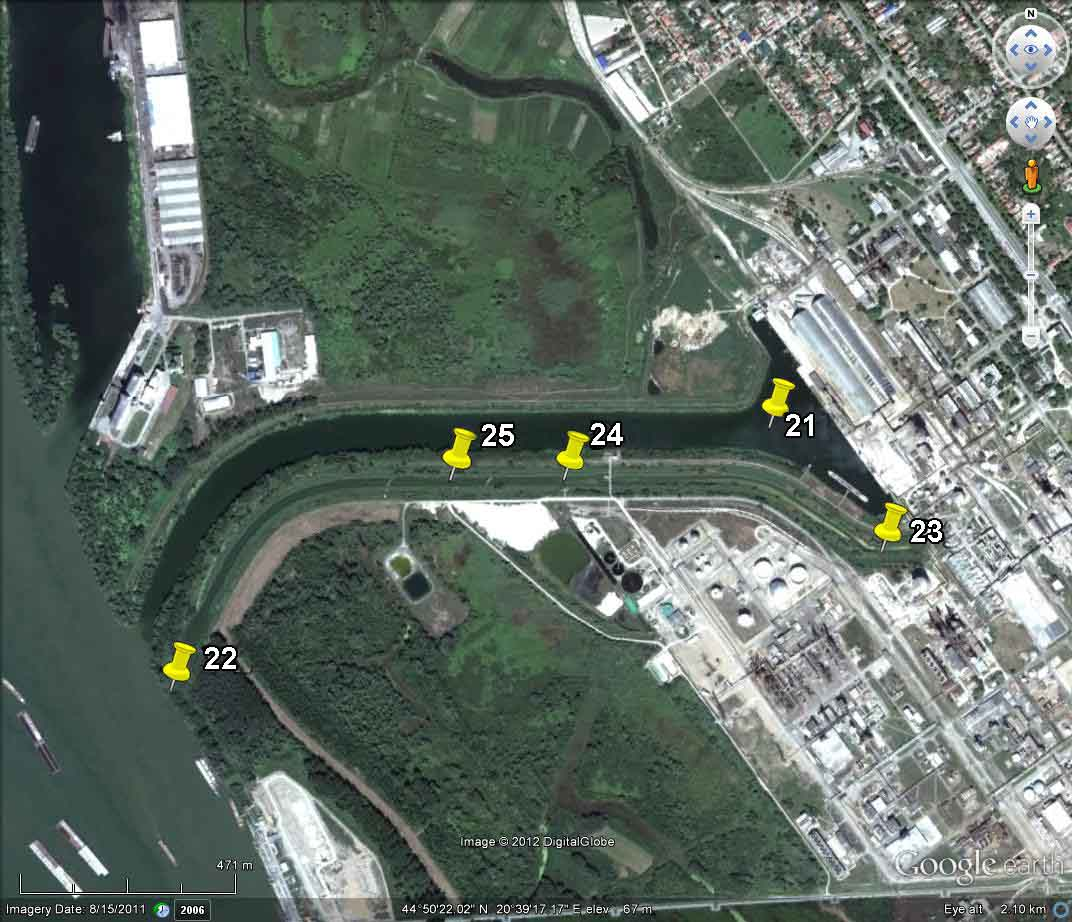 N
21
25
24
23
22
Image © 2012 DigitalGlobe
471 m
Google earth
Imagery Date: 8/15/2011
2006
44°50'22.02" N 20°39'17.17" E elev 67 m
Eye alt 2.10 km